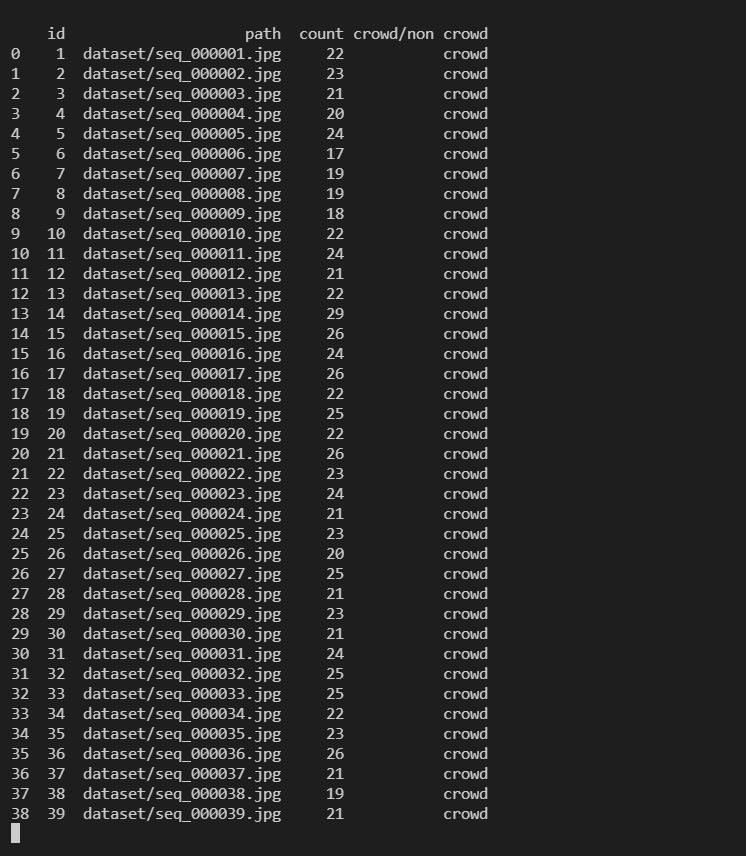 id path count crowd/non crowd
0 1 dataset/seq_000001.jpg 22 crowd
1 2 dataset/seq_000002.jpg 23 crowd
2 3 dataset/seq_000003.jpg 21 crowd
3 4 dataset/seq_000004.jpg 20 crowd
4 5 dataset/seq_000005.jpg 24 crowd
5 6 dataset/seq_000006.jpg 17 crowd
6 7 dataset/seq_000007.jpg 19 crowd
7 8 dataset/seq_000008.jpg 19 crowd
8 9 dataset/seq_000009.jpg 18 crowd
9 10 dataset/seq_000010.jpg 22 crowd
10 11 dataset/seq_000011.jpg 24 crowd
11 12 dataset/seq_000012.jpg 21 crowd
12 13 dataset/seq_000013.jpg 22 crowd
13 14 dataset/seq_000014.jpg 29 crowd
14 15 dataset/seq_000015.jpg 26 crowd
15 16 dataset/seq_000016.jpg 24 crowd
16 17 dataset/seq_000017.jpg 26 crowd
17 18 dataset/seq_000018.jpg 22 crowd
18 19 dataset/seq_000019.jpg 25 crowd
19 20 dataset/seq_000020.jpg 22 crowd
20 21 dataset/seq_000021.jpg 26 crowd
21 22 dataset/seq_000022.jpg 23 crowd
22 23 dataset/seq_000023.jpg 24 crowd
23 24 dataset/seq_000024.jpg 21 crowd
24 25 dataset/seq_000025.jpg 23 crowd
25 26 dataset/seq_000026.jpg 20 crowd
26 27 dataset/seq_000027.jpg 25 crowd
27 28 dataset/seq_000028.jpg 21 crowd
28 29 dataset/seq_000029.jpg 23 crowd
29 30 dataset/seq_000030.jpg 21 crowd
30 31 dataset/seq_000031.jpg 24 crowd
31 32 dataset/seq_000032.jpg 25 crowd
32 33 dataset/seq_000033.jpg 25 crowd
33 34 dataset/seq_000034.jpg 22 crowd
34 35 dataset/seq_000035.jpg 23 crowd
35 36 dataset/seq_000036.jpg 26 crowd
36 37 dataset/seq_000037.jpg 21 crowd
37 38 dataset/seq_000038.jpg 19 crowd
38 39 dataset/seq_000039.jpg 21 crowd